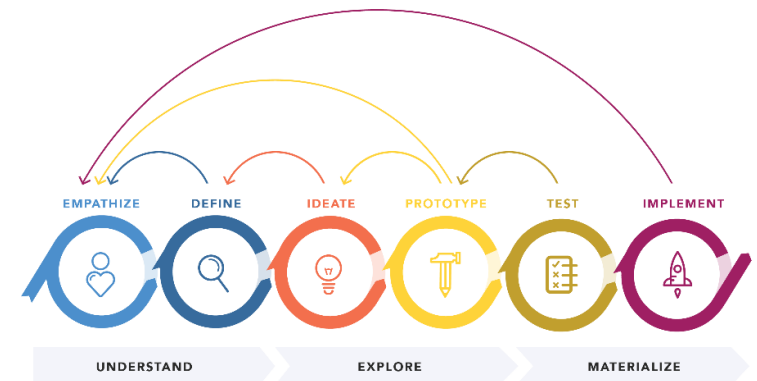 EMPATHIZE DEFINE IDEATE PROTOTYPE TEST IMPLEMENT
UNDERSTAND EXPLORE MATERIALIZE